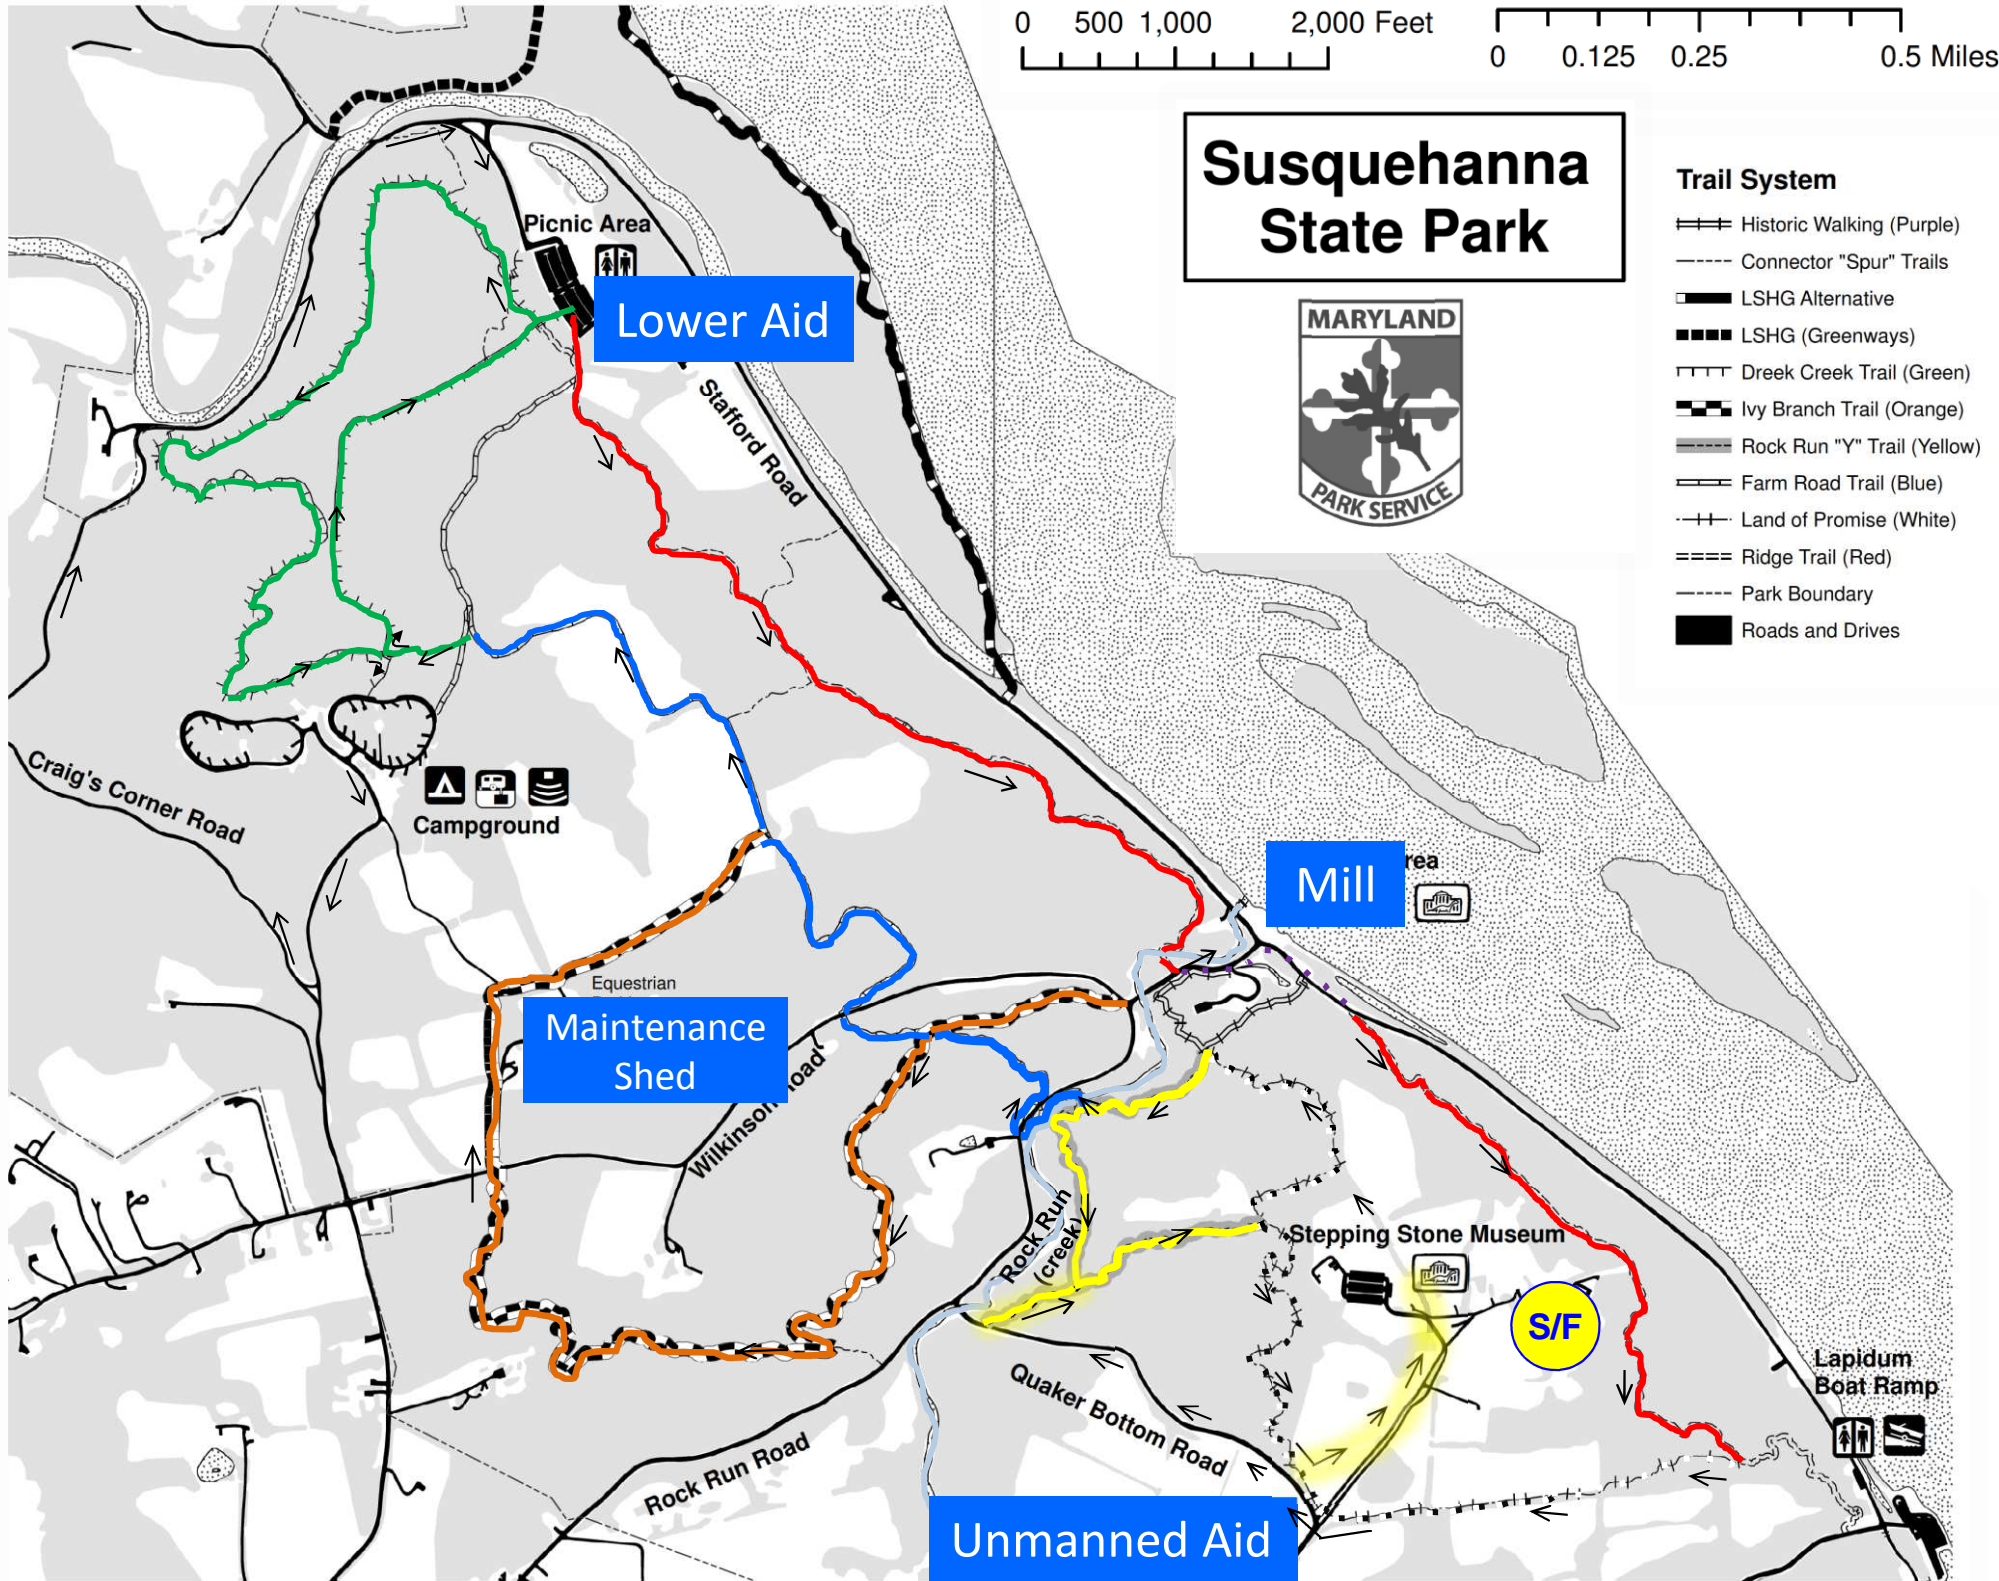 0 500 1,000 2,000 Feet
0 0.125 0.25 0.5 Miles
Susquehanna
State Park
MARYLAND
PARK SERVICE
Trail System
Historic Walking (Purple)
Connector "Spur" Trails
LSHG Alternative
LSHG (Greenways)
Dreek Creek Trail (Green)
Ivy Branch Trail (Orange)
Rock Run "Y" Trail (Yellow)
Farm Road Trail (Blue)
Land of Promise (White)
Ridge Trail (Red)
Park Boundary
Roads and Drives
Picnic Area
Lower Aid
Stafford Road
Craig's Corner Road
Campground
Mill
Equestrian
Maintenance
Shed
Wilkinson Road
Rock Run
(creek)
Stepping Stone Museum
S/F
Lapidum
Boat Ramp
Quaker Bottom Road
Rock Run Road
Unmanned Aid